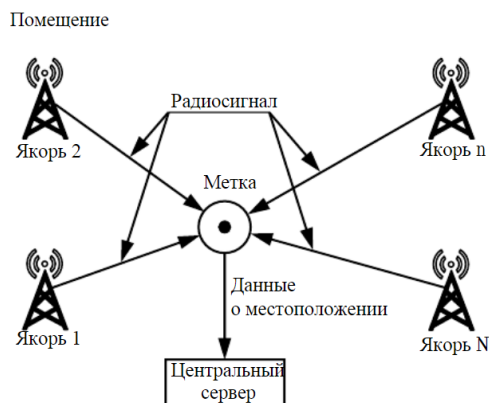 Помещение
Радиосигнал
Якорь 2
Якорь n
Метка
Данные
о местоположении
Якорь 1
Якорь N
Центральный
сервер